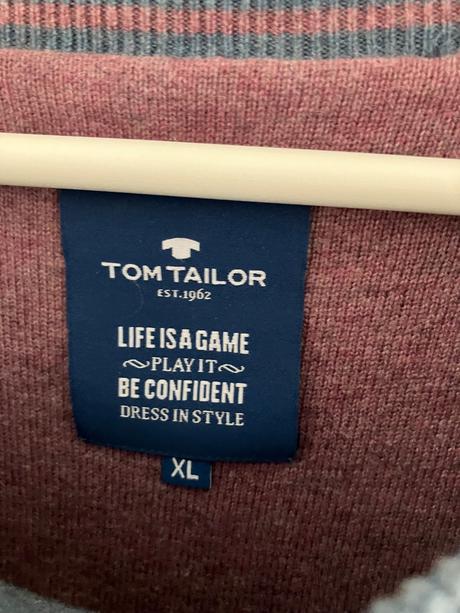 TOM TAILOR
EST.1962
LIFE IS A GAME
~PLAY IT~
BE CONFIDENT
DRESS IN STYLE
XL